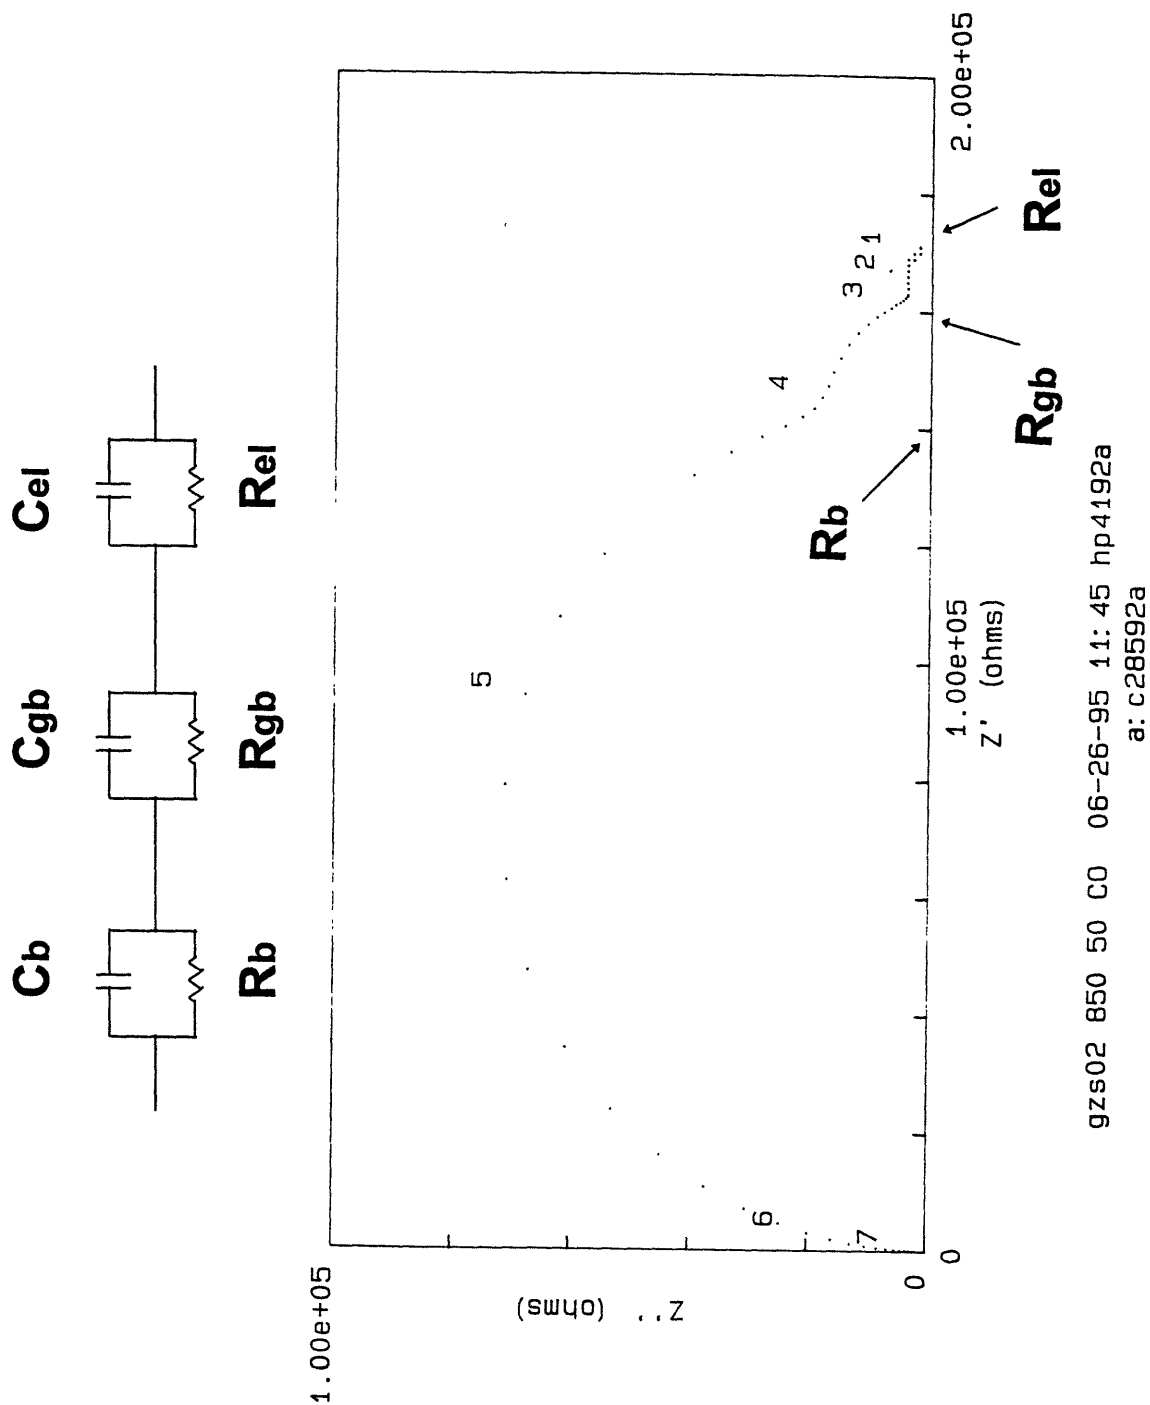 Cb Cgb Cel
Rb Rgb Rel
1.00e+05
Z'' (ohms)
0
5
4
3
2
1
6
7
Rb
Rgb
Rel
0
1.00e+05
2.00e+05
Z' (ohms)
gzs02 850 50 CO 06-26-95 11:45 hp4192a
a:c28592a